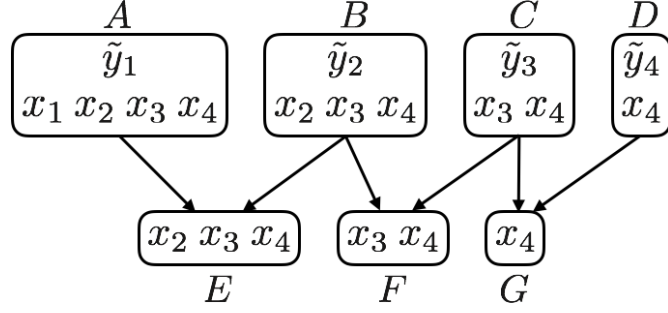 A B C D
ỹ₁ ỹ₂ ỹ₃ ỹ₄
x₁ x₂ x₃ x₄ x₂ x₃ x₄ x₃ x₄ x₄
x₂ x₃ x₄ x₃ x₄ x₄
E F G